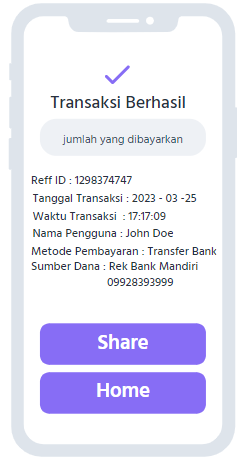 Transaksi Berhasil
jumlah yang dibayarkan
Reff ID : 1298374747
Tanggal Transaksi : 2023 - 03 -25
Waktu Transaksi : 17:17:09
Nama Pengguna : John Doe
Metode Pembayaran : Transfer Bank
Sumber Dana : Rek Bank Mandiri
09928393999
Share
Home